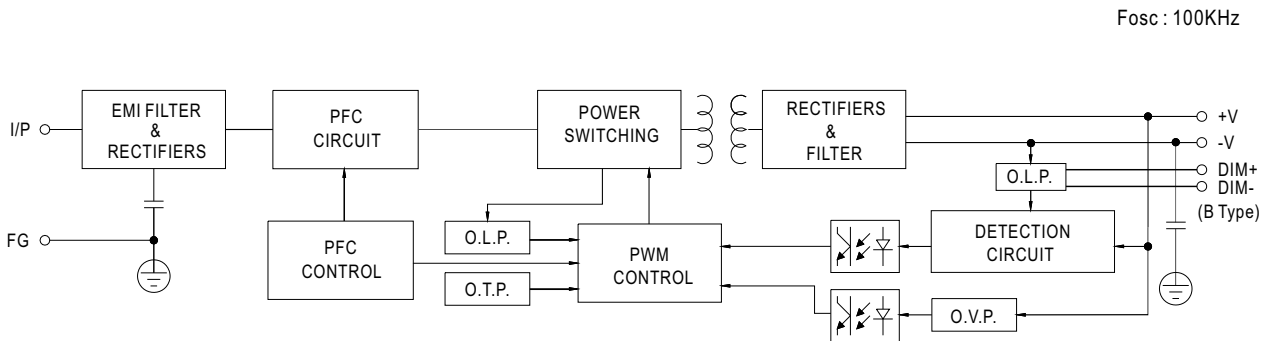 Fosc : 100KHz
I/P
EMI FILTER
&
RECTIFIERS
PFC
CIRCUIT
POWER
SWITCHING
RECTIFIERS
&
FILTER
+V
-V
O.L.P.
DIM+
DIM-
(B Type)
FG
PFC
CONTROL
O.L.P.
O.T.P.
PWM
CONTROL
DETECTION
CIRCUIT
O.V.P.